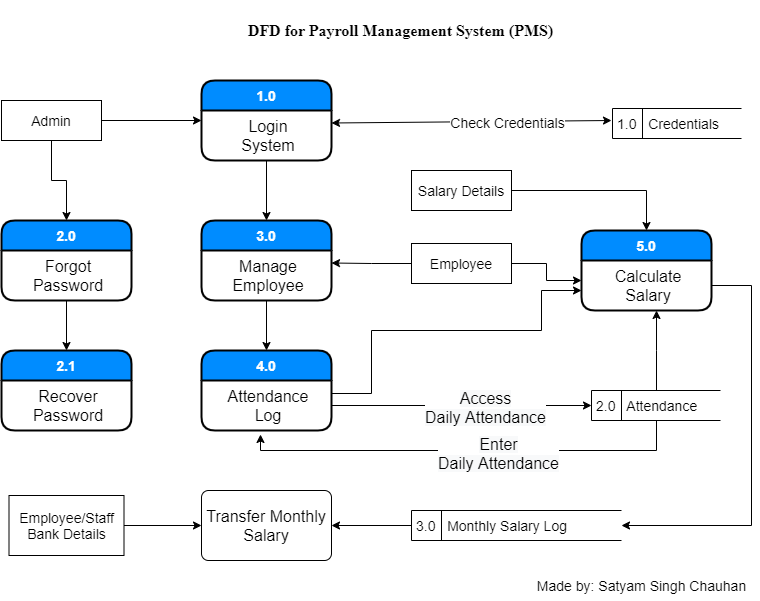 DFD for Payroll Management System (PMS)
1.0
Admin
Login
System
Check Credentials
1.0 Credentials
Salary Details
2.0
Forgot
Password
3.0
Manage
Employee
Employee
5.0
Calculate
Salary
2.1
Recover
Password
4.0
Attendance
Log
Access
Daily Attendance
2.0 Attendance
Enter
Daily Attendance
Employee/Staff
Bank Details
Transfer Monthly
Salary
3.0 Monthly Salary Log
Made by: Satyam Singh Chauhan